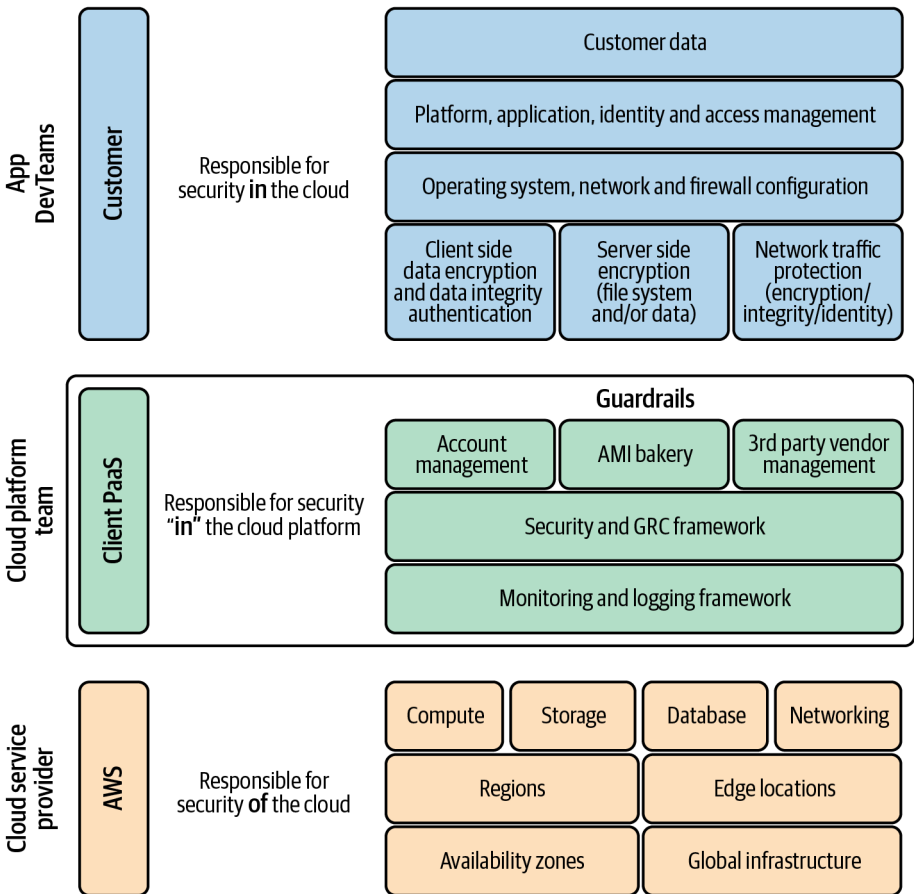 App
DevTeams
Customer
Responsible for
security in the cloud
Customer data
Platform, application, identity and access management
Operating system, network and firewall configuration
Client side
data encryption
and data integrity
authentication
Server side
encryption
(file system
and/or data)
Network traffic
protection
(encryption/
integrity/identity)
Cloud platform
team
Client PaaS
Responsible for security
“in” the cloud platform
Guardrails
Account
management
AMI bakery
3rd party vendor
management
Security and GRC framework
Monitoring and logging framework
Cloud service
provider
AWS
Responsible for
security of the cloud
Compute
Storage
Database
Networking
Regions
Edge locations
Availability zones
Global infrastructure